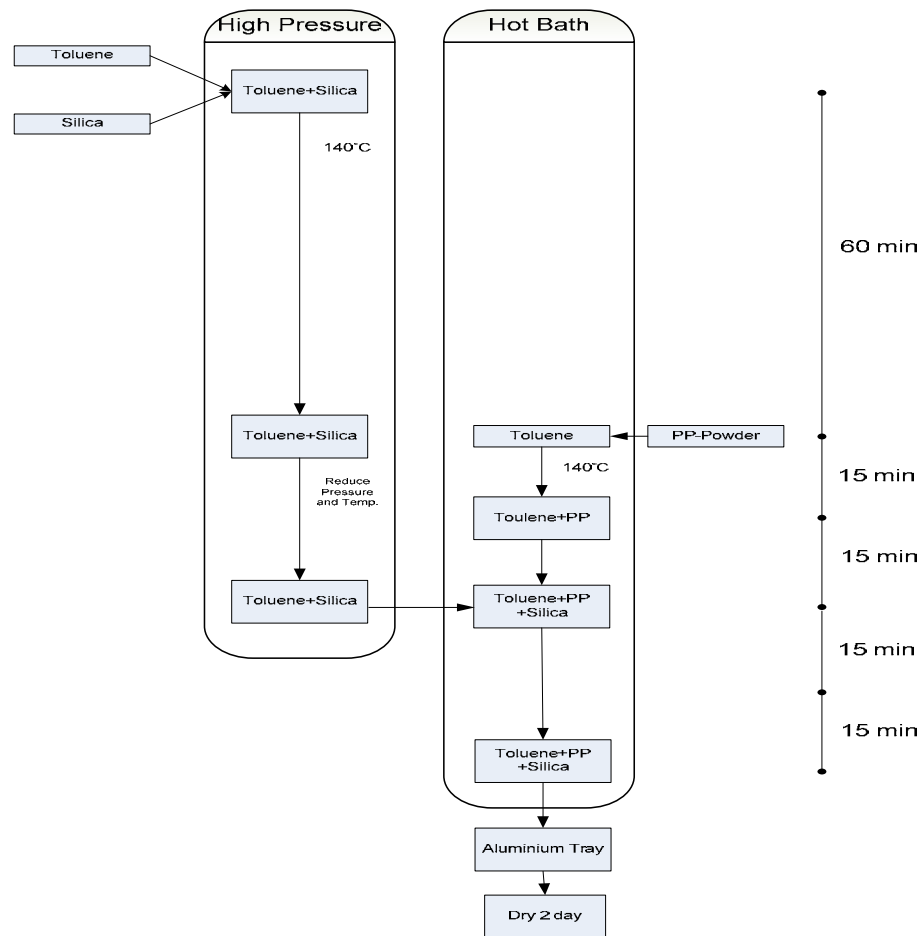 High Pressure
Hot Bath
Toluene
Silica
Toluene+Silica
140˜C
60 min
Toluene+Silica
Toluene
PP-Powder
Reduce
Pressure
and Temp.
140˜C
15 min
Toulene+PP
15 min
Toluene+Silica
Toluene+PP
+Silica
15 min
15 min
Toluene+PP
+Silica
Aluminium Tray
Dry 2 day